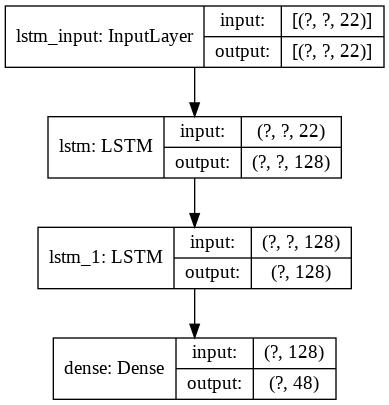 lstm_input: InputLayer
input: [(?, ?, 22)]
output: [(?, ?, 22)]
lstm: LSTM
input: (?, ?, 22)
output: (?, ?, 128)
lstm_1: LSTM
input: (?, ?, 128)
output: (?, 128)
dense: Dense
input: (?, 128)
output: (?, 48)